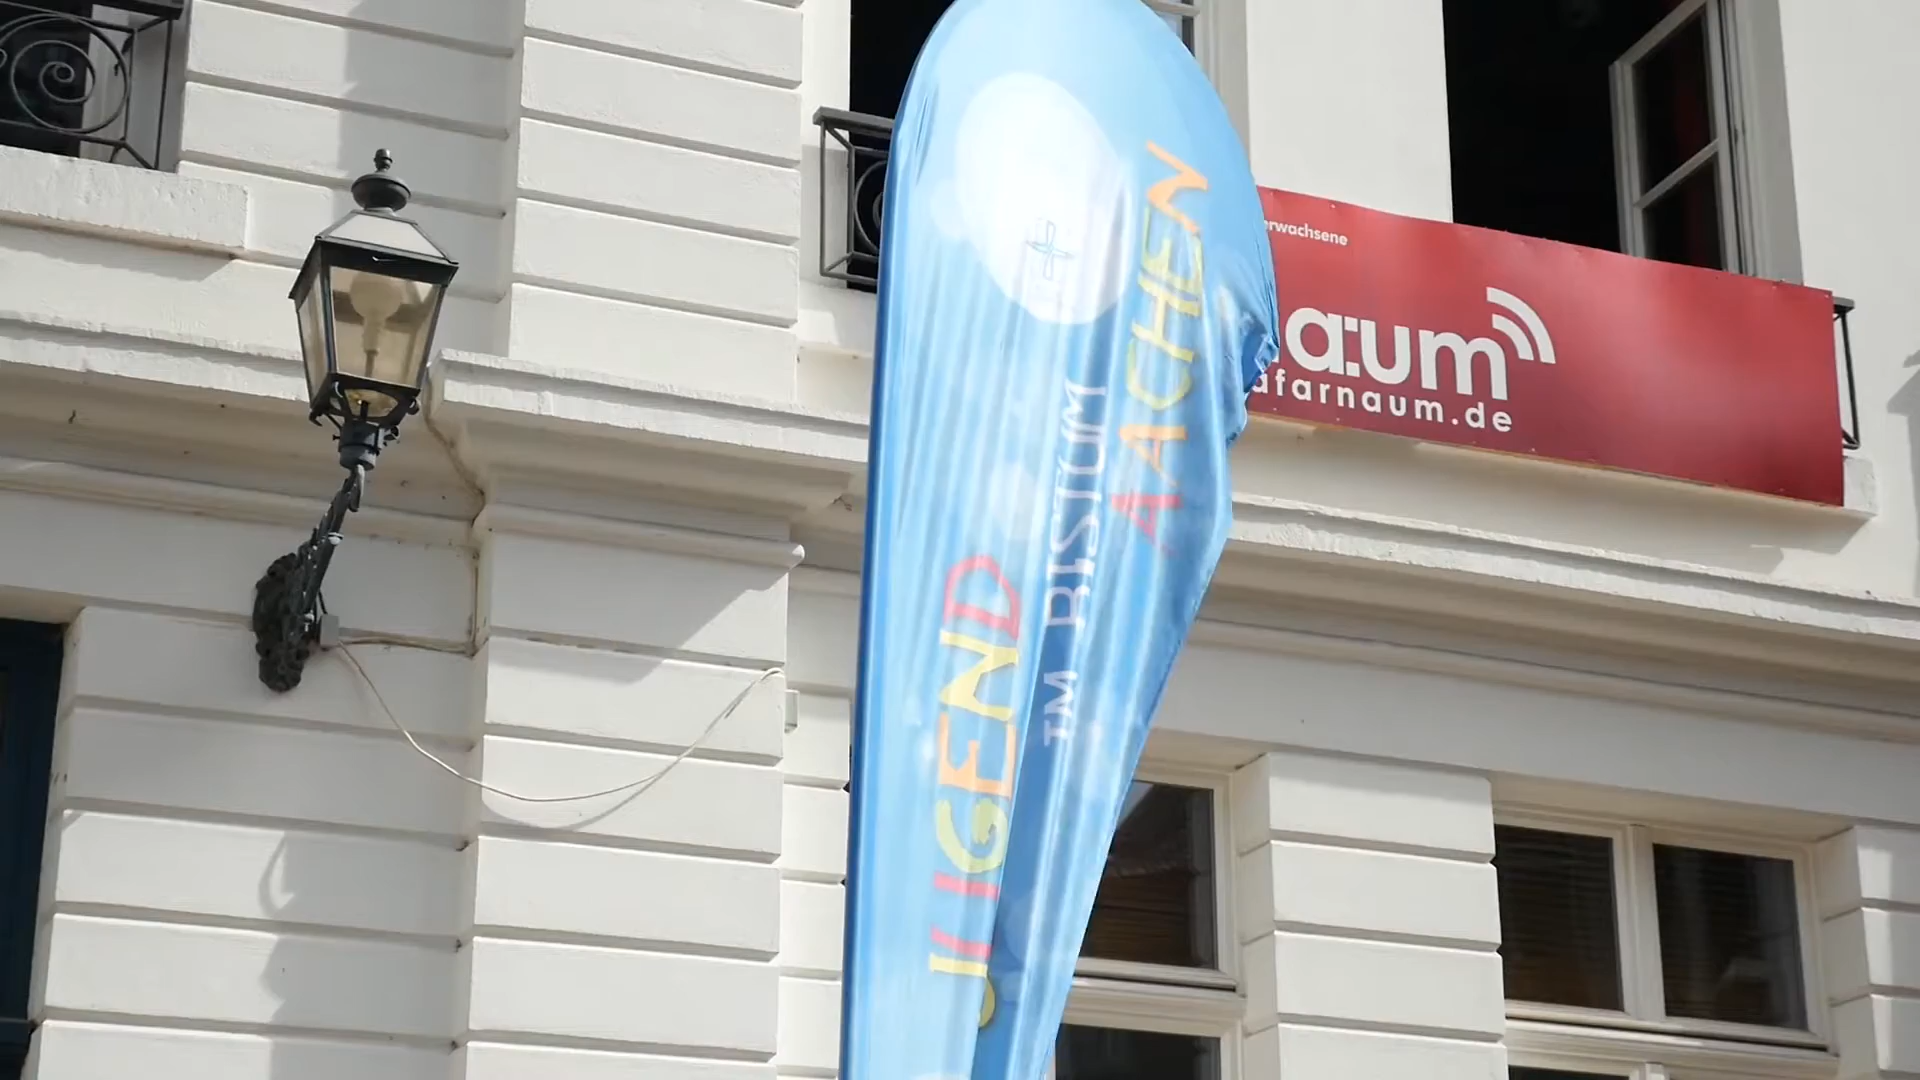 JUGEND
IM BISTUM
AACHEN
erwachsene
a:um
afarnaum.de